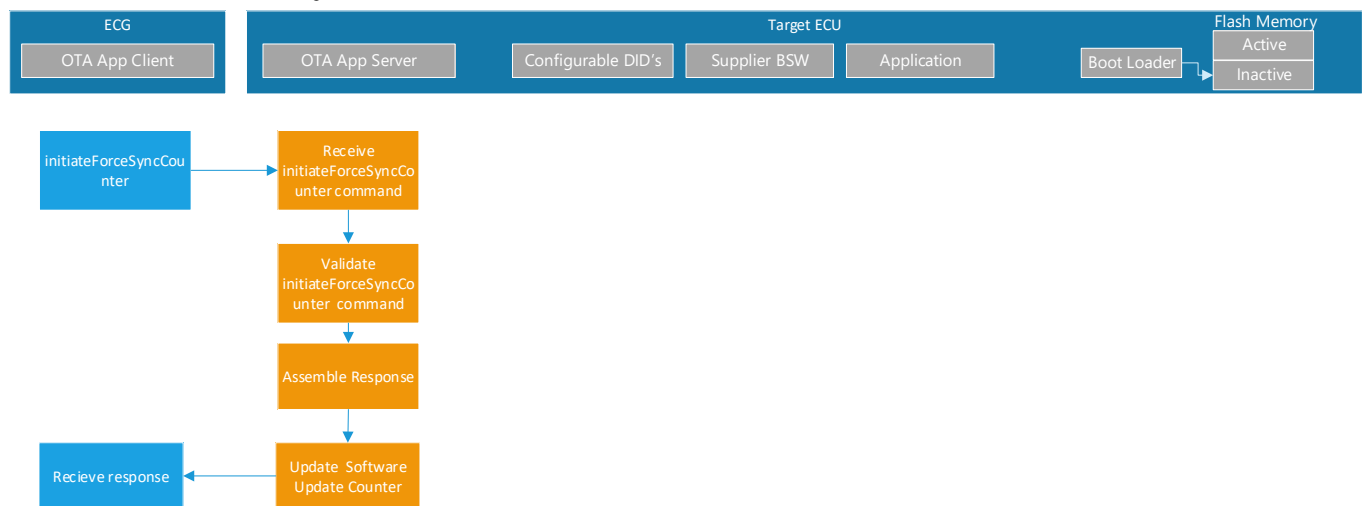 ECG
Target ECU
Flash Memory
OTA App Client
OTA App Server
Configurable DID's
Supplier BSW
Application
Boot Loader
Active
Inactive
initiateForceSyncCou
nter
Receive
initiateForceSyncCo
unter command
Validate
initiateForceSyncCo
unter command
Assemble Response
Recieve response
Update Software
Update Counter